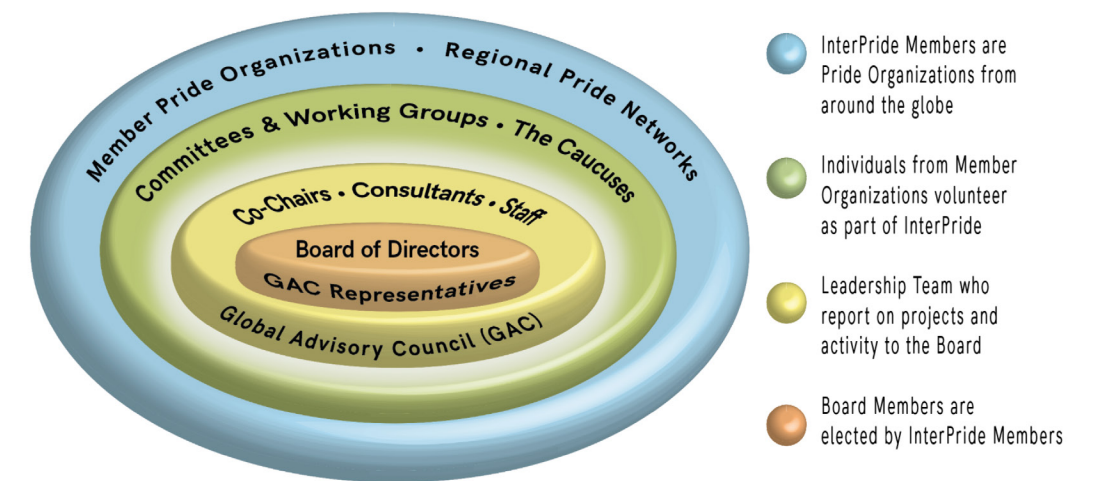 Member Pride Organizations • Regional Pride Networks
Committees & Working Groups • The Caucuses
Co-Chairs • Consultants • Staff
Board of Directors
GAC Representatives
Global Advisory Council (GAC)
InterPride Members are
Pride Organizations from
around the globe
Individuals from Member
Organizations volunteer
as part of InterPride
Leadership Team who
report on projects and
activity to the Board
Board Members are
elected by InterPride Members